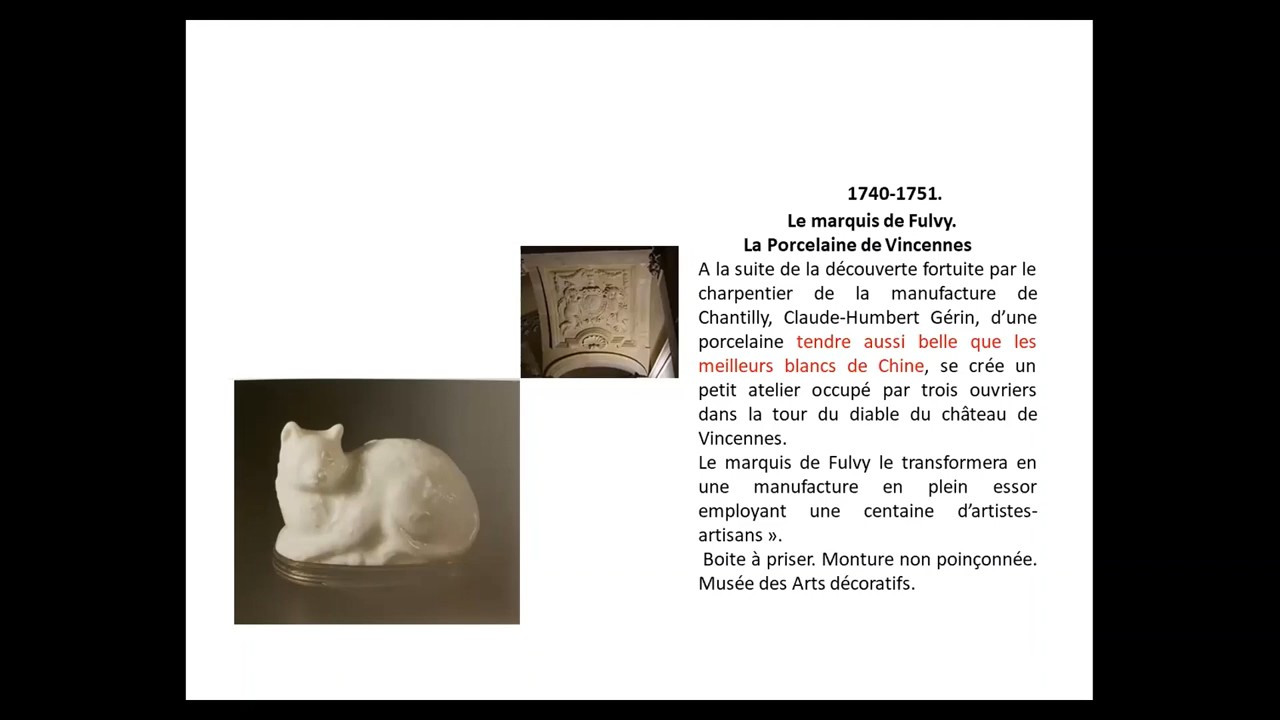 1740-1751.
Le marquis de Fulvy.
La Porcelaine de Vincennes
A la suite de la découverte fortuite par le
charpentier de la manufacture de
Chantilly, Claude-Humbert Gérin, d’une
porcelaine tendre aussi belle que les
meilleurs blancs de Chine, se crée un
petit atelier occupé par trois ouvriers
dans la tour du diable du château de
Vincennes.
Le marquis de Fulvy le transformera en
une manufacture en plein essor
employant une centaine d’artistes-
artisans ».
Boite à priser. Monture non poinçonnée.
Musée des Arts décoratifs.